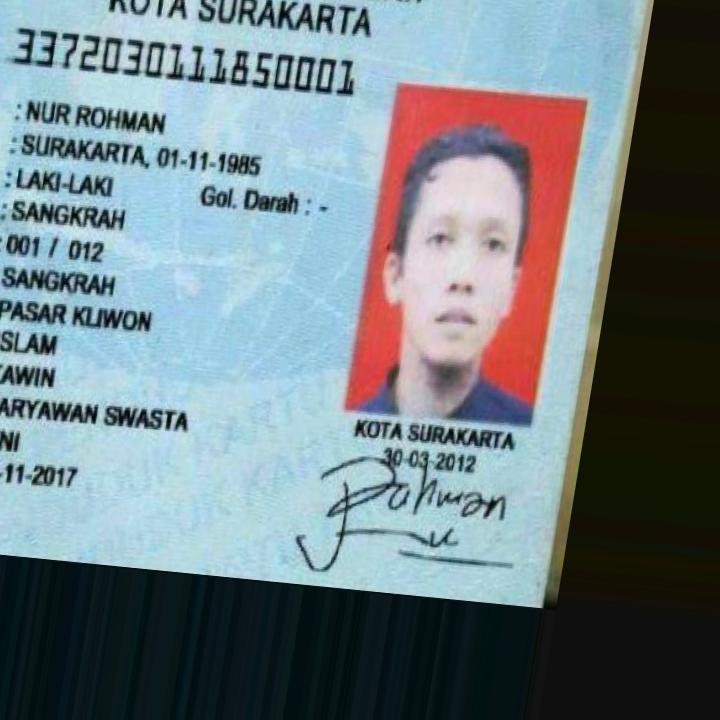 KOTA SURAKARTA
3372030111850001
: NUR ROHMAN
: SURAKARTA, 01-11-1985
: LAKI-LAKI Gol. Darah : -
: SANGKRAH
: 001 / 012
SANGKRAH
PASAR KLIWON
SLAM
KAWIN
ARYAWAN SWASTA
NI
-11-2017
KOTA SURAKARTA
30-03-2012
Rohman